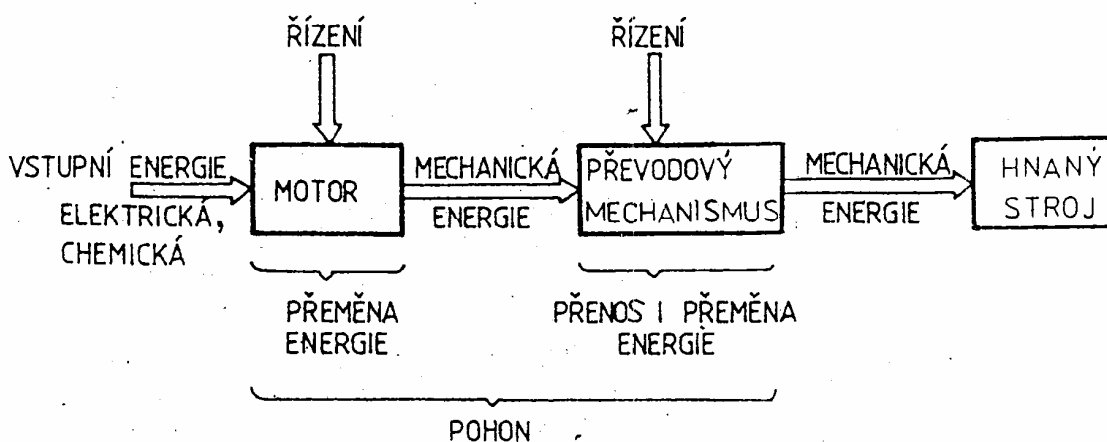 ŘÍZENÍ
ŘÍZENÍ
VSTUPNÍ ENERGIE
ELEKTRICKÁ,
CHEMICKÁ
MOTOR
MECHANICKÁ
ENERGIE
PŘEVODOVÝ
MECHANISMUS
MECHANICKÁ
ENERGIE
HNANÝ
STROJ
PŘEMĚNA
ENERGIE
PŘENOS I PŘEMĚNA
ENERGIE
POHON